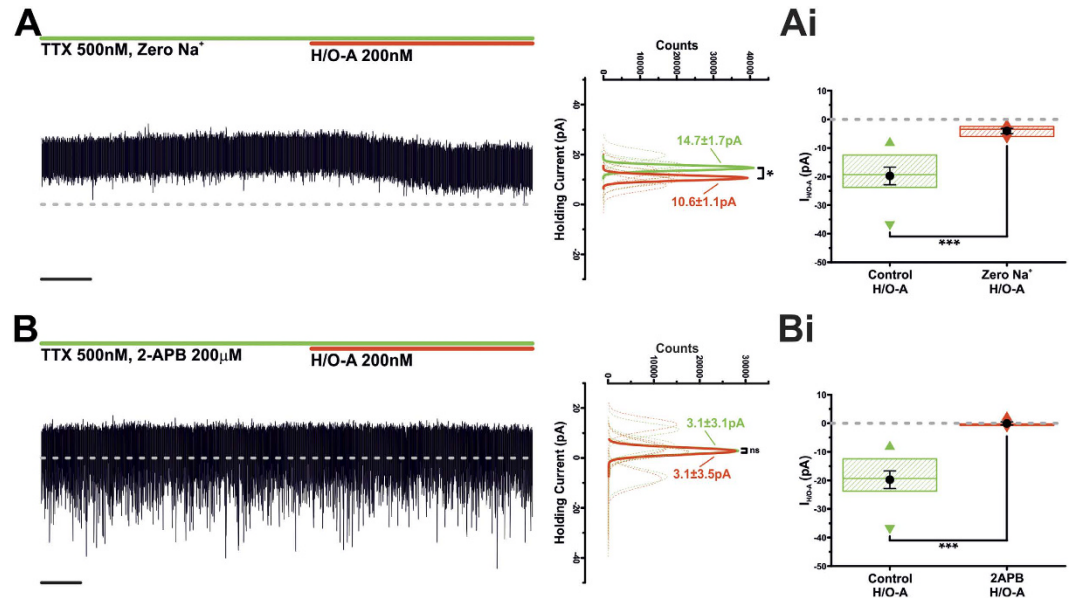 A
TTX 500nM, Zero Na⁺
H/O-A 200nM
Counts
0
10000
20000
30000
40000
Holding Current (pA)
40
20
0
-20
14.7±1.7pA
*
10.6±1.1pA
Ai
I_H/O-A (pA)
10
0
-10
-20
-30
-40
-50
***
Control
H/O-A
Zero Na⁺
H/O-A
B
TTX 500nM, 2-APB 200µM
H/O-A 200nM
Counts
0
10000
20000
30000
Holding Current (pA)
20
0
-20
-40
3.1±3.1pA
ns
3.1±3.5pA
Bi
I_H/O-A (pA)
10
0
-10
-20
-30
-40
-50
***
Control
H/O-A
2APB
H/O-A